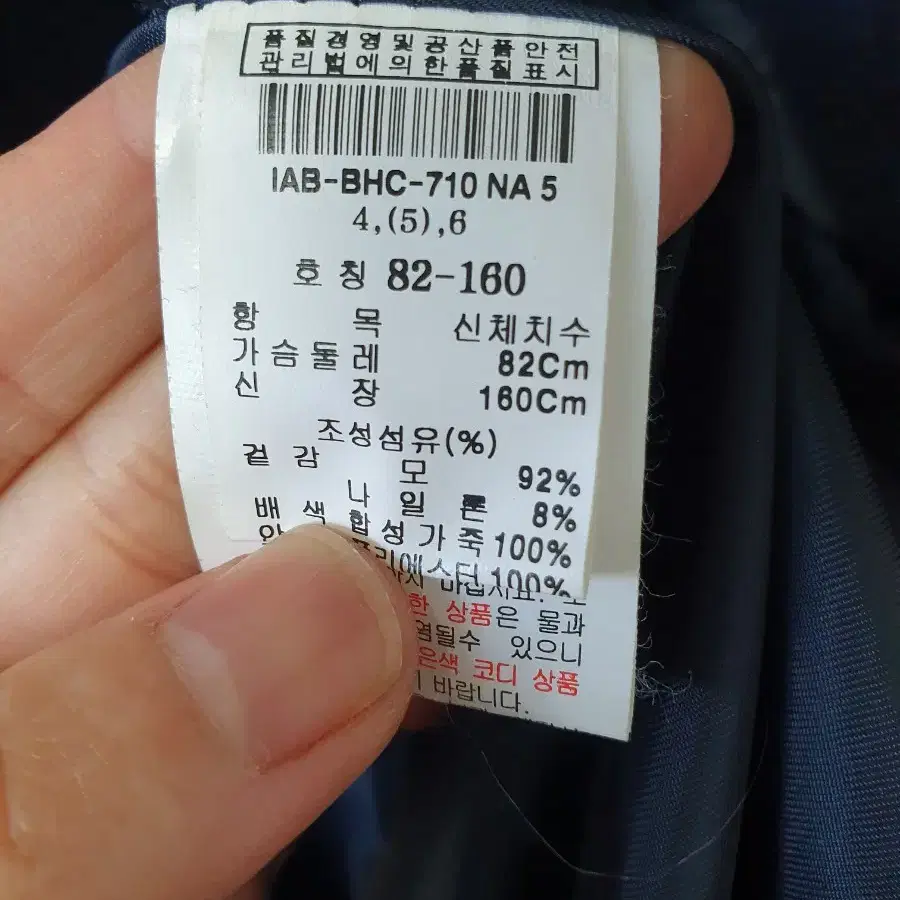 품질경영및공산품안전
관리법에의한품질표시
IAB-BHC-710 NA 5
4,(5),6
호칭 82-160
항 목 신체치수
가슴둘레 82Cm
신 장 160Cm
조성섬유(%)
겉감 모 92%
나일론 8%
배색 합성가죽 100%
100%
한 상품은 물과
염될수 있으니
은색 코디 상품
바랍니다.